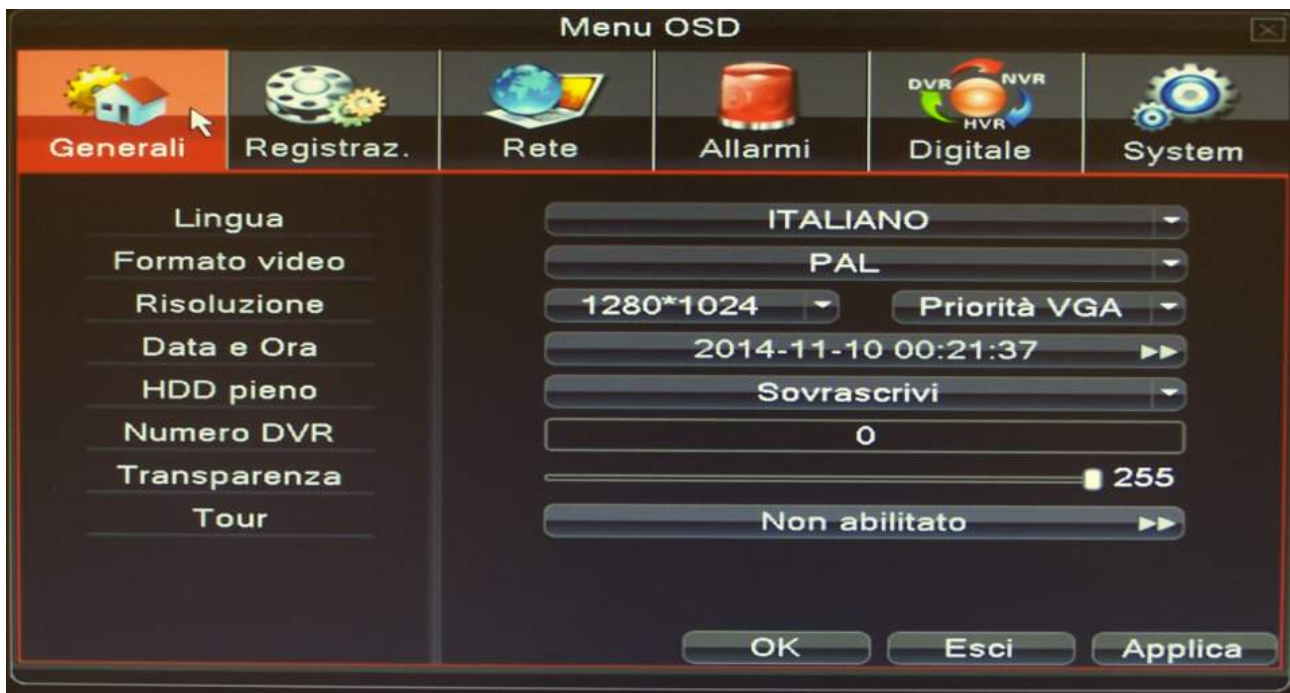 Menu OSD
DVR NVR
HVR
Generali Registraz. Rete Allarmi Digitale System
Lingua ITALIANO
Formato video PAL
Risoluzione 1280*1024 Priorità VGA
Data e Ora 2014-11-10 00:21:37
HDD pieno Sovrascrivi
Numero DVR 0
Transparenza 255
Tour Non abilitato
OK Esci Applica